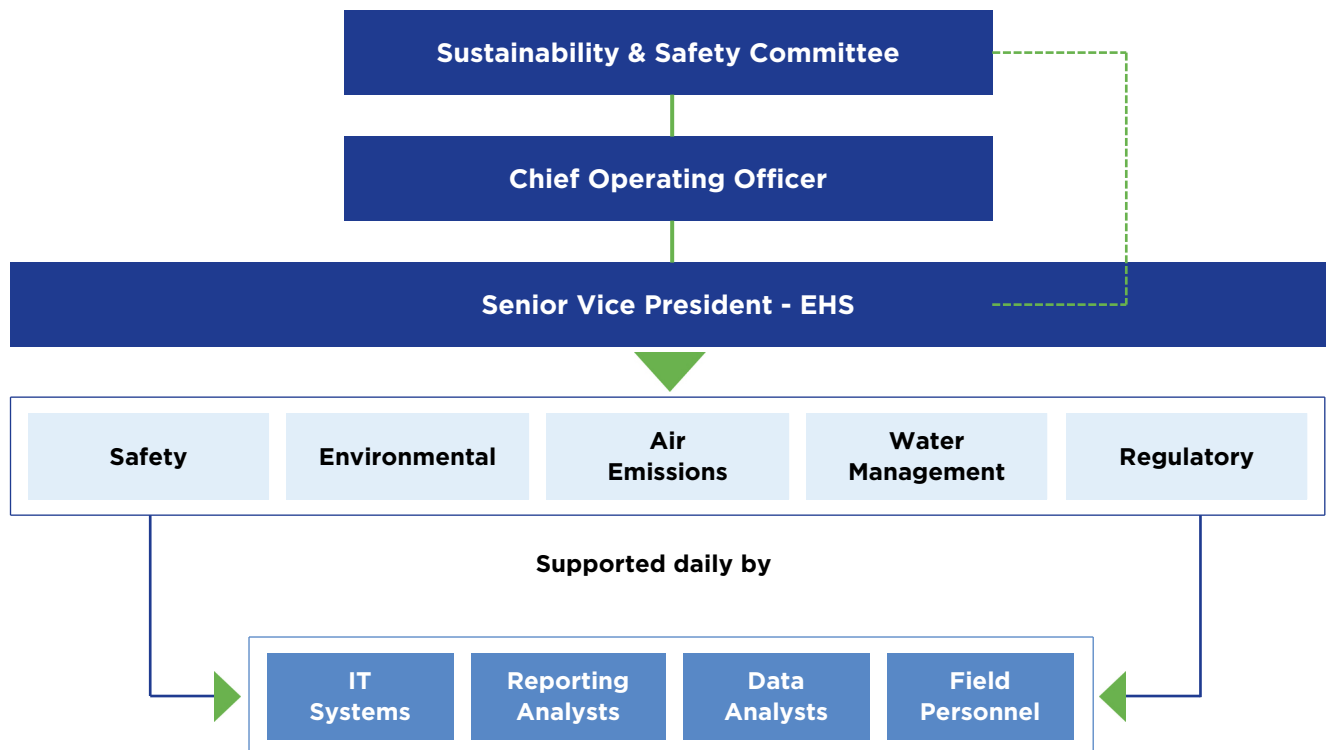 Sustainability & Safety Committee
Chief Operating Officer
Senior Vice President - EHS
Safety
Environmental
Air
Emissions
Water
Management
Regulatory
Supported daily by
IT
Systems
Reporting
Analysts
Data
Analysts
Field
Personnel